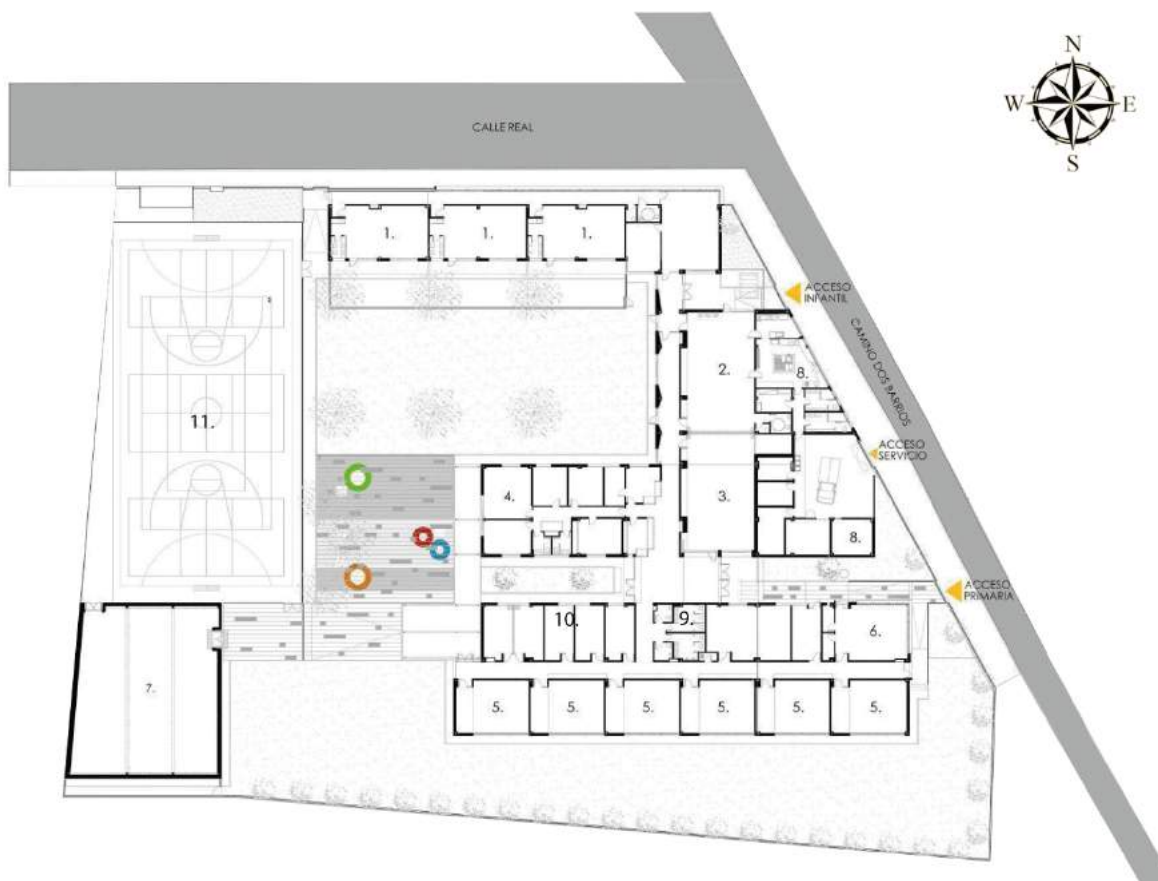 N
W
E
S
CALLE REAL
1.
1.
1.
ACCESO
INFANTIL
CAMINO DOS BARRIOS
2.
8.
11.
ACCESO
SERVICIO
4.
3.
8.
ACCESO
PRIMARIA
10.
9.
6.
7.
5.
5.
5.
5.
5.
5.